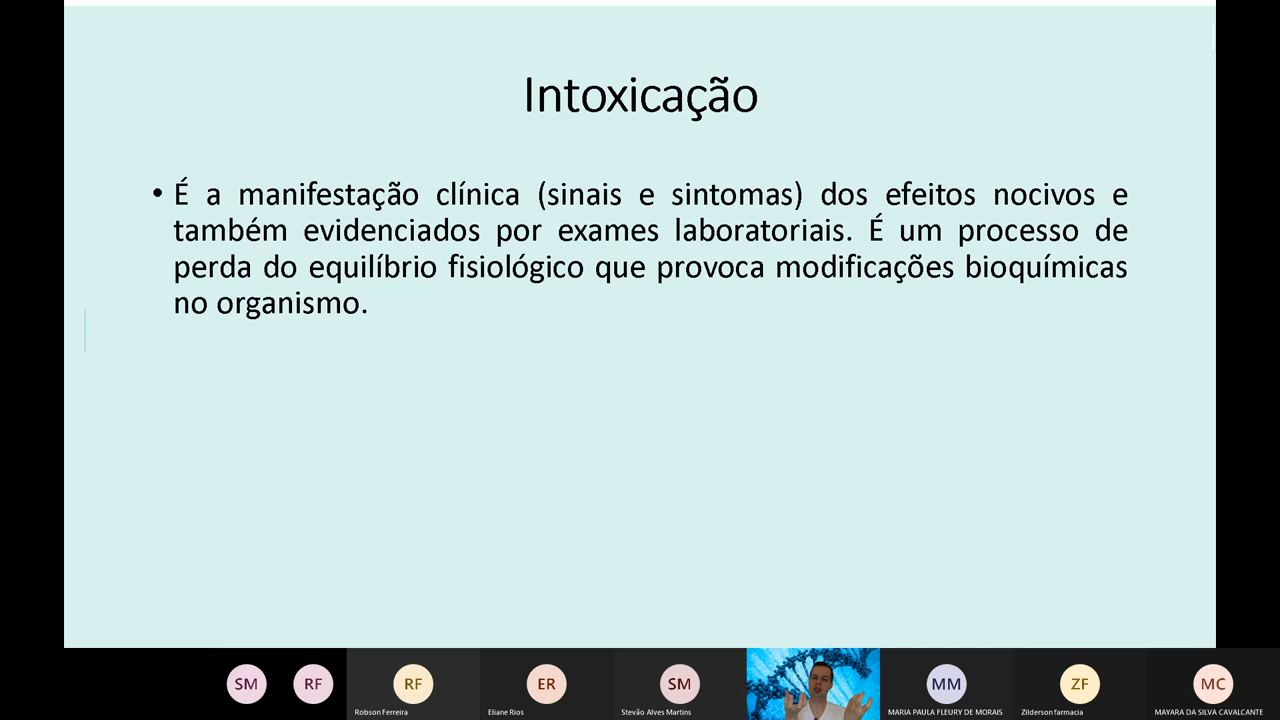 Intoxicação
• É a manifestação clínica (sinais e sintomas) dos efeitos nocivos e
também evidenciados por exames laboratoriais. É um processo de
perda do equilíbrio fisiológico que provoca modificações bioquímicas
no organismo.
SM RF RF ER SM MM ZF MC
Robson Ferreira Eliane Rios Stevão Alves Martins MARIA PAULA FLEURY DE MORAIS Zilderson farmacia MAYARA DA SILVA CAVALCANTE